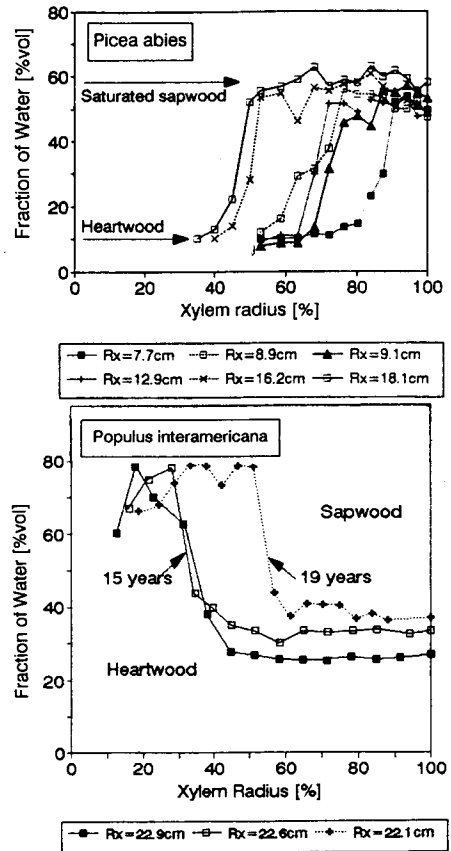 Picea abies
Fraction of Water [%vol]
80
60
40
20
0
Saturated sapwood
Heartwood
0 20 40 60 80 100
Xylem radius [%]
Rx=7.7cm Rx=8.9cm Rx=9.1cm
Rx=12.9cm Rx=16.2cm Rx=18.1cm
Populus interamericana
Fraction of Water [%vol]
80
60
40
20
0
Sapwood
15 years
19 years
Heartwood
0 20 40 60 80 100
Xylem Radius [%]
Rx=22.9cm Rx=22.6cm Rx=22.1cm